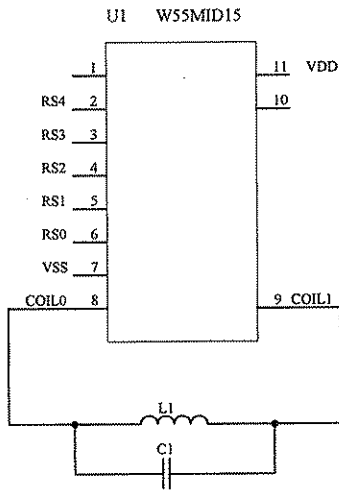 U1 W55MID15
1 11 VDD
RS4 2 10
RS3 3
RS2 4
RS1 5
RS0 6
VSS 7
COIL0 8 9 COIL1
L1
C1